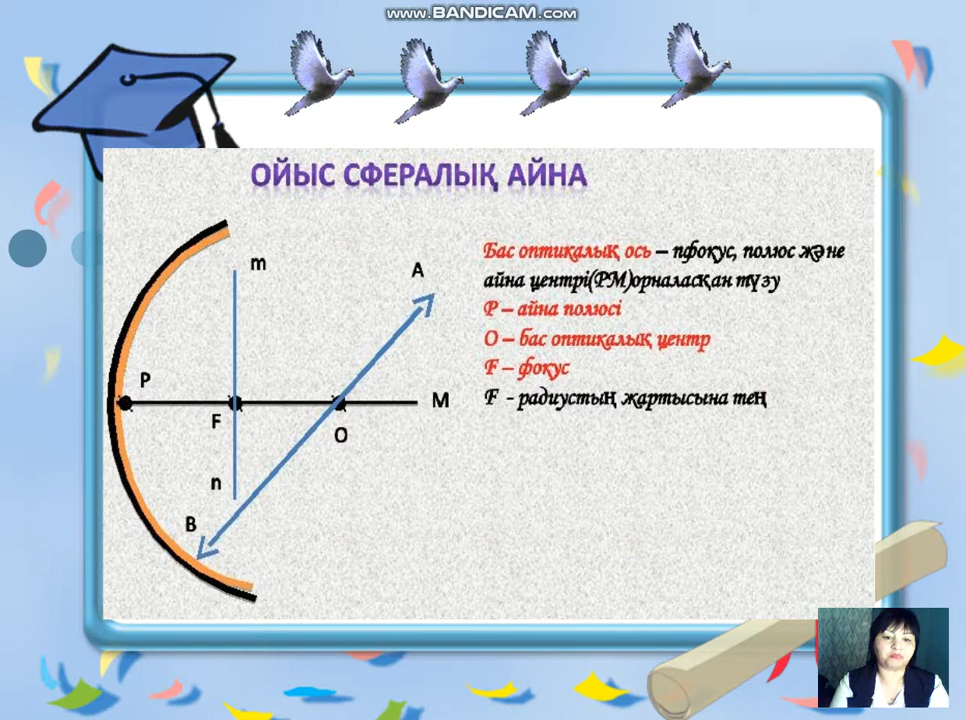 www.BANDICAM.com
ОЙЫС СФЕРАЛЫҚ АЙНА
m
A
P
F
O
M
n
B
Бас оптикалық ось – пфокус, полюс және
айна центрі(РМ)орналасқан түзу
Р – айна полюсі
О – бас оптикалық центр
F – фокус
F - радиустың жартысына тең